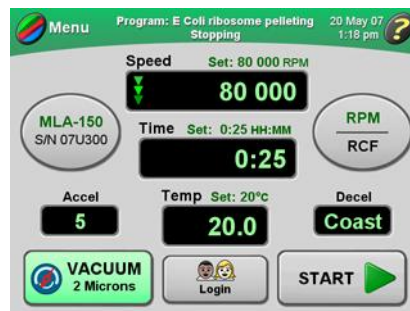 Menu
Program: E Coli ribosome pelleting
Stopping
20 May 07
1:18 pm
?
Speed Set: 80 000 RPM
80 000
MLA-150
S/N 07U300
RPM
RCF
Time Set: 0:25 HH:MM
0:25
Accel
5
Temp Set: 20°C
20.0
Decel
Coast
VACUUM
2 Microns
Login
START